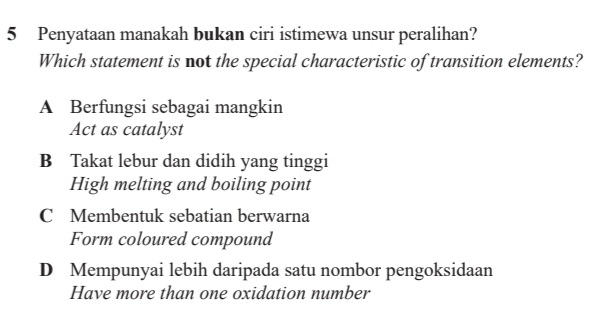 5 Penyataan manakah bukan ciri istimewa unsur peralihan?
Which statement is not the special characteristic of transition elements?
A Berfungsi sebagai mangkin
Act as catalyst
B Takat lebur dan didih yang tinggi
High melting and boiling point
C Membentuk sebatian berwarna
Form coloured compound
D Mempunyai lebih daripada satu nombor pengoksidaan
Have more than one oxidation number